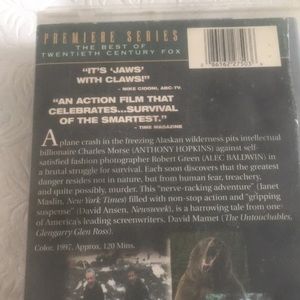 PREMIERE SERIES
THE BEST OF
TWENTIETH CENTURY FOX
"IT'S 'JAWS'
WITH CLAWS!"
- MIKE CIDONI, ABC-TV
"AN ACTION FILM THAT
CELEBRATES...SURVIVAL
OF THE SMARTEST."
- TIME MAGAZINE
A plane crash in the freezing Alaskan wilderness pits intellectual
billionaire Charles Morse (ANTHONY HOPKINS) against self-
satisfied fashion photographer Robert Green (ALEC BALDWIN) in
a brutal struggle for survival. Each soon discovers that the greatest
danger resides not in nature, but from human fear, treachery,
and quite possibly, murder. This "nerve-racking adventure" (Janet
Maslin, New York Times) filled with non-stop action and "gripping
suspense" (David Ansen, Newsweek), is a harrowing tale from one
of America's leading screenwriters, David Mamet (The Untouchables,
Glengarry Glen Ross).
Color. 1997. Approx. 120 Mins.